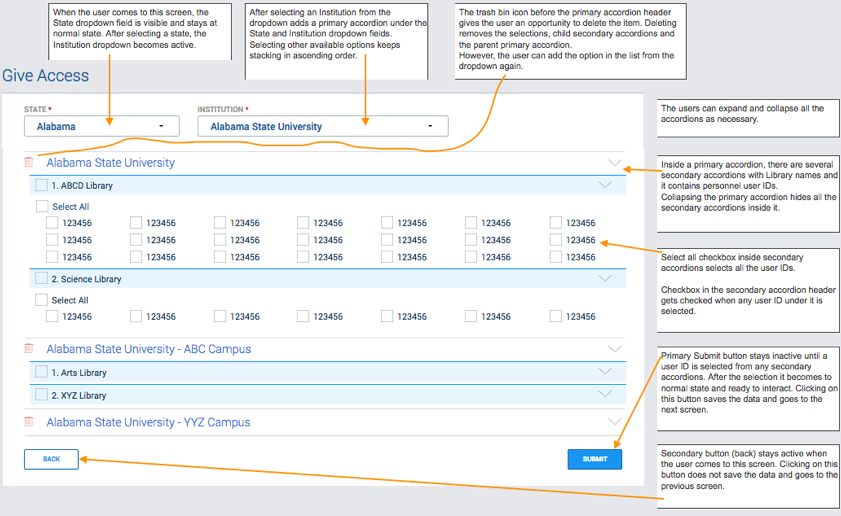 When the user comes to this screen, the
State dropdown field is visible and stays at
normal state. After selecting a state, the
Institution dropdown becomes active.
After selecting an Institution from the
dropdown adds a primary accordion under the
State and Institution dropdown fields.
Selecting other available options keeps
stacking in ascending order.
The trash bin icon before the primary accordion header
gives the user an opportunity to delete the item. Deleting
removes the selections, child secondary accordions and
the parent primary accordion.
However, the user can add the option in the list from the
dropdown again.
Give Access
STATE *
INSTITUTION *
Alabama
Alabama State University
The users can expand and collapse all the
accordions as necessary.
Alabama State University
1. ABCD Library
Select All
123456 123456 123456 123456 123456 123456 123456
123456 123456 123456 123456 123456 123456 123456
123456 123456 123456 123456 123456 123456 123456
Inside a primary accordion, there are several
secondary accordions with Library names and
it contains personnel user IDs.
Collapsing the primary accordion hides all the
secondary accordions inside it.
2. Science Library
Select All
123456 123456 123456 123456 123456 123456 123456
Select all checkbox inside secondary
accordions selects all the user IDs.
Checkbox in the secondary accordion header
gets checked when any user ID under it is
selected.
Alabama State University - ABC Campus
1. Arts Library
2. XYZ Library
Alabama State University - YYZ Campus
Primary Submit button stays inactive until a
user ID is selected from any secondary
accordions. After the selection it becomes to
normal state and ready to interact. Clicking on
this button saves the data and goes to the
next screen.
BACK
SUBMIT
Secondary button (back) stays active when
the user comes to this screen. Clicking on this
button does not save the data and goes to the
previous screen.